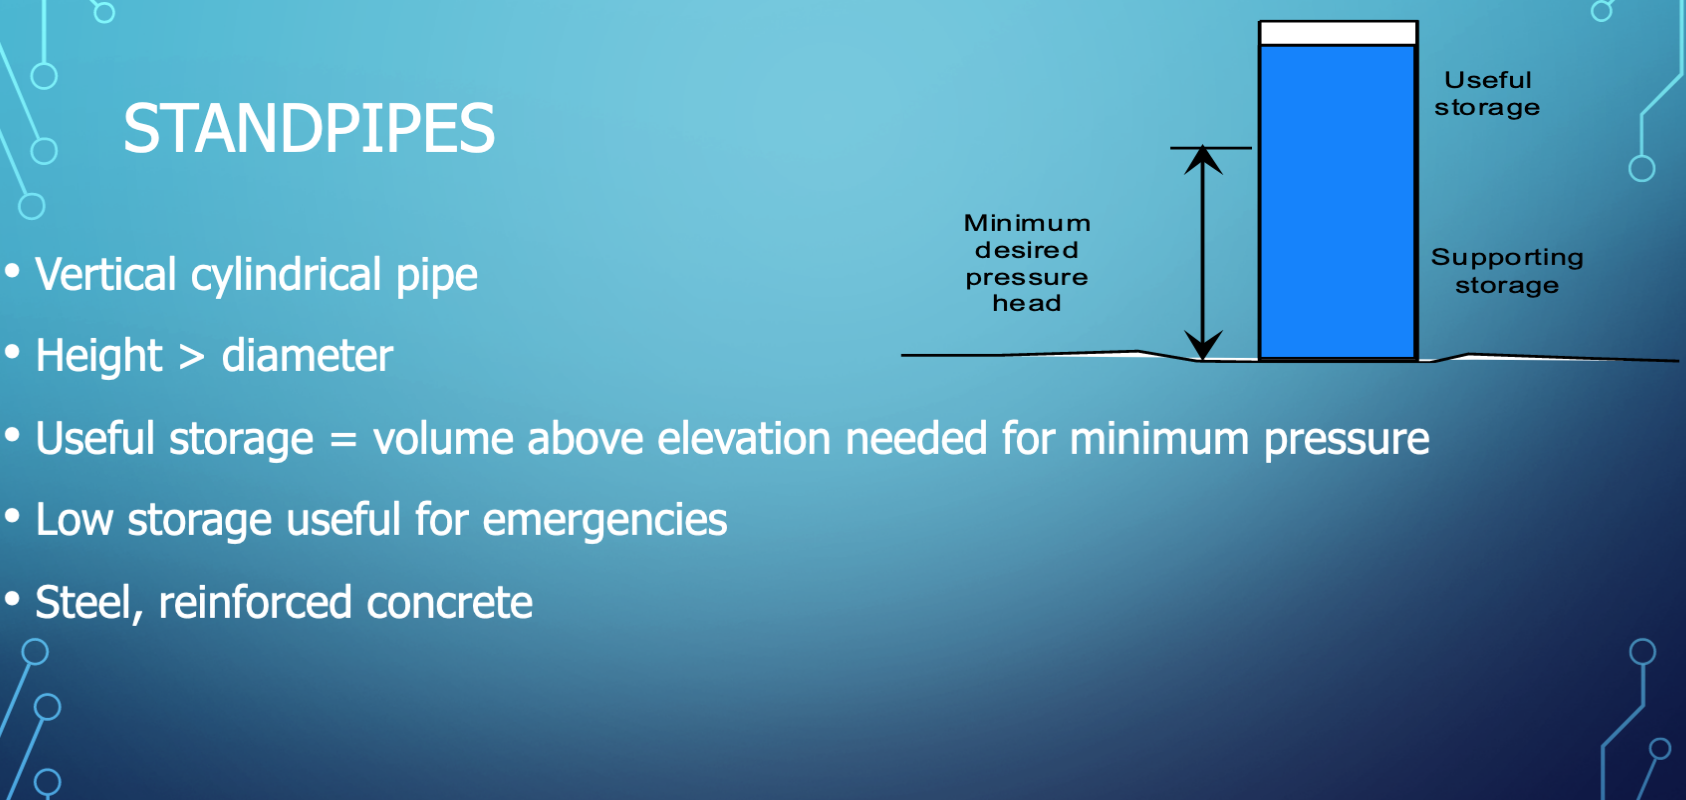 STANDPIPES
• Vertical cylindrical pipe
• Height > diameter
• Useful storage = volume above elevation needed for minimum pressure
• Low storage useful for emergencies
• Steel, reinforced concrete
Useful
storage
Minimum
desired
pressure
head
Supporting
storage